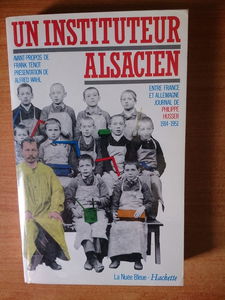 UN INSTITUTEUR
ALSACIEN
AVANT-PROPOS DE
FRANK TÉNOT
PRÉSENTATION DE
ALFRED WAHL
ENTRE FRANCE
ET ALLEMAGNE
JOURNAL DE
PHILIPPE
HUSSER
1914-1951
La Nuée Bleue - Hachette